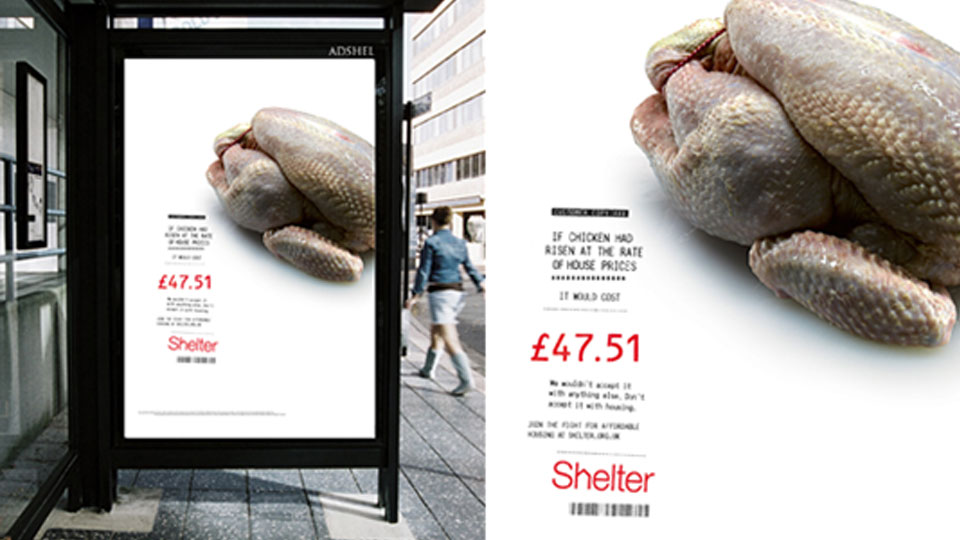 ADSHEL
IF CHICKEN HAD
RISEN AT THE RATE
OF HOUSE PRICES
IT WOULD COST
£47.51
We wouldn't accept it
with anything else. Don't
accept it with housing.
JOIN THE FIGHT FOR AFFORDABLE
HOUSING AT SHELTER.ORG.UK
Shelter
CUSTOMER COPY:XXX
IF CHICKEN HAD
RISEN AT THE RATE
OF HOUSE PRICES
IT WOULD COST
£47.51
We wouldn't accept it
with anything else. Don't
accept it with housing.
JOIN THE FIGHT FOR AFFORDABLE
HOUSING AT SHELTER.ORG.UK
Shelter